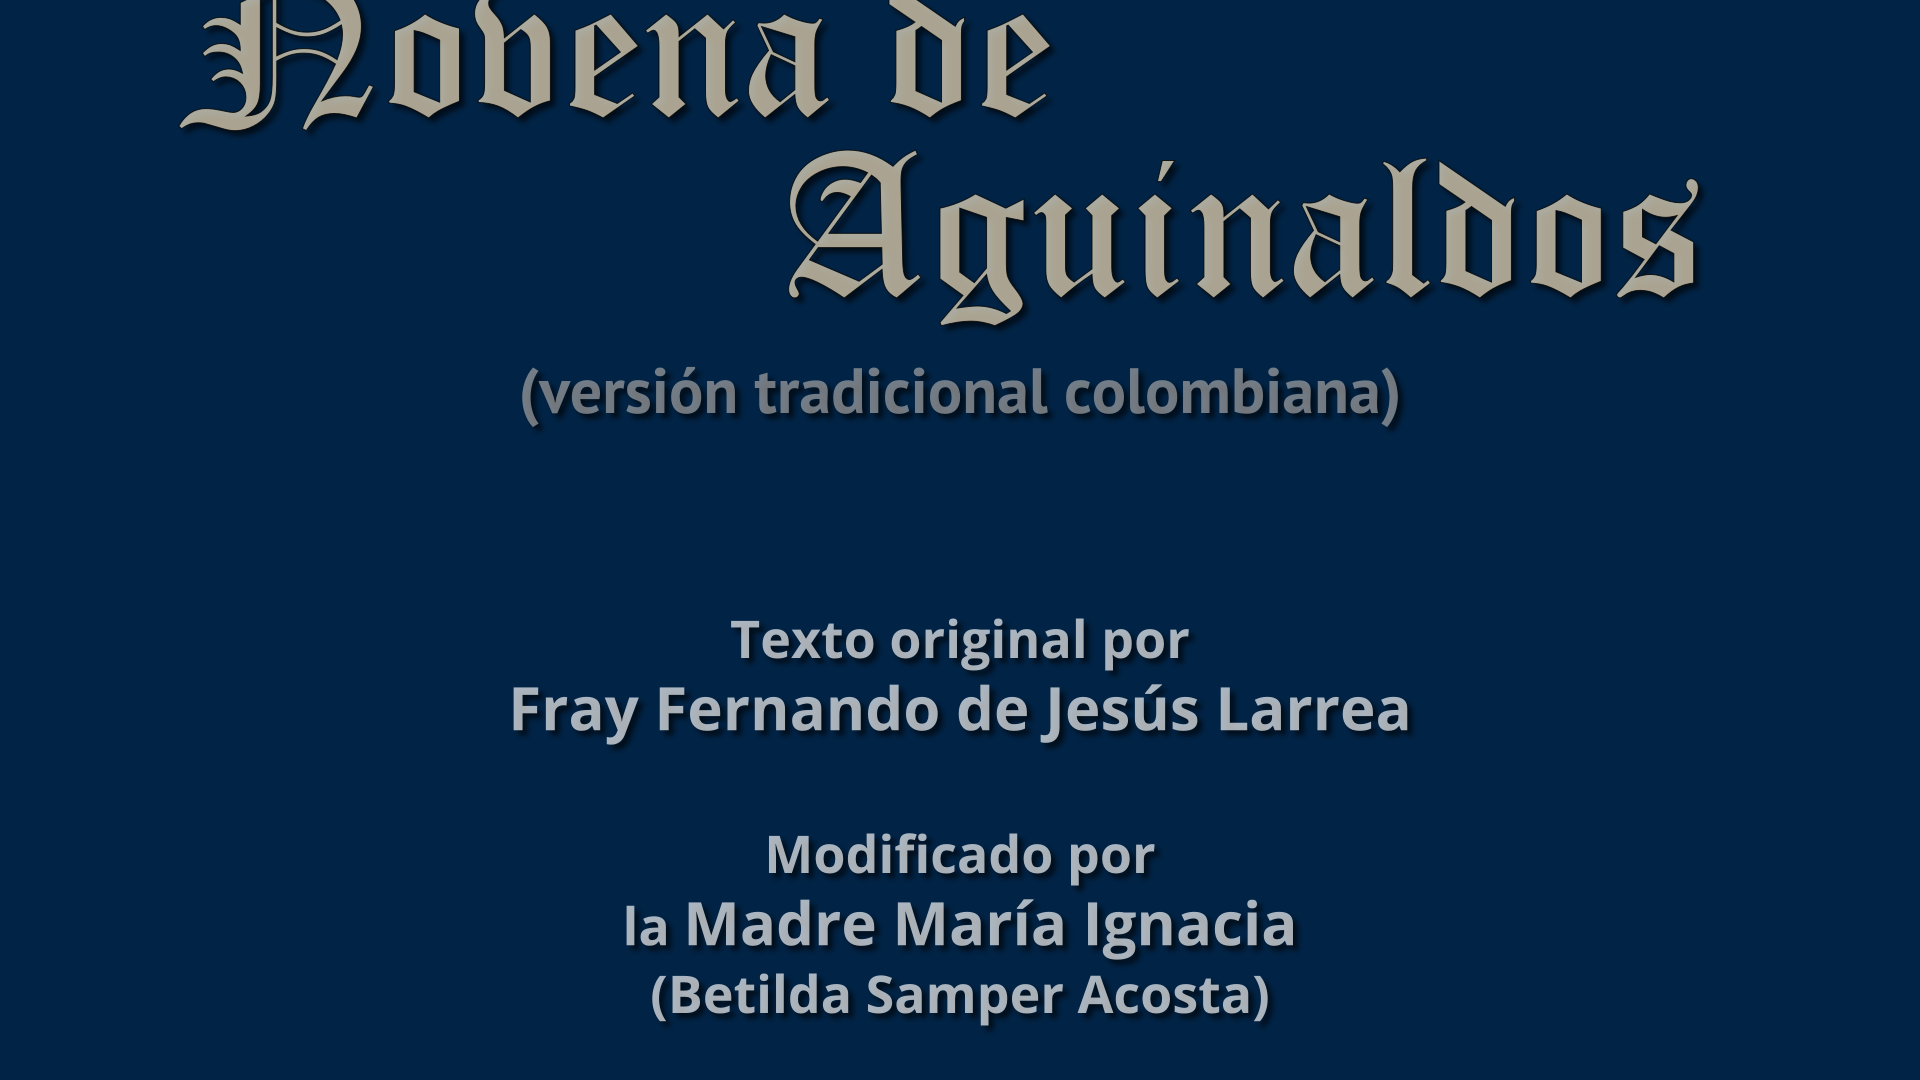 Novena de
Aguinaldos
(versión tradicional colombiana)
Texto original por
Fray Fernando de Jesús Larrea
Modificado por
la Madre María Ignacia
(Betilda Samper Acosta)